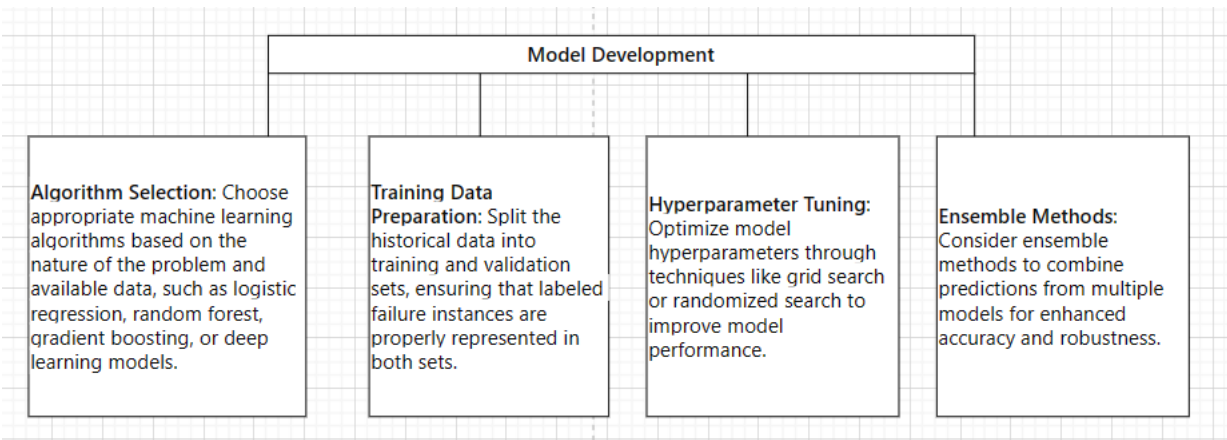 Model Development
Algorithm Selection: Choose
appropriate machine learning
algorithms based on the
nature of the problem and
available data, such as logistic
regression, random forest,
gradient boosting, or deep
learning models.
Training Data
Preparation: Split the
historical data into
training and validation
sets, ensuring that labeled
failure instances are
properly represented in
both sets.
Hyperparameter Tuning:
Optimize model
hyperparameters through
techniques like grid search
or randomized search to
improve model
performance.
Ensemble Methods:
Consider ensemble
methods to combine
predictions from multiple
models for enhanced
accuracy and robustness.